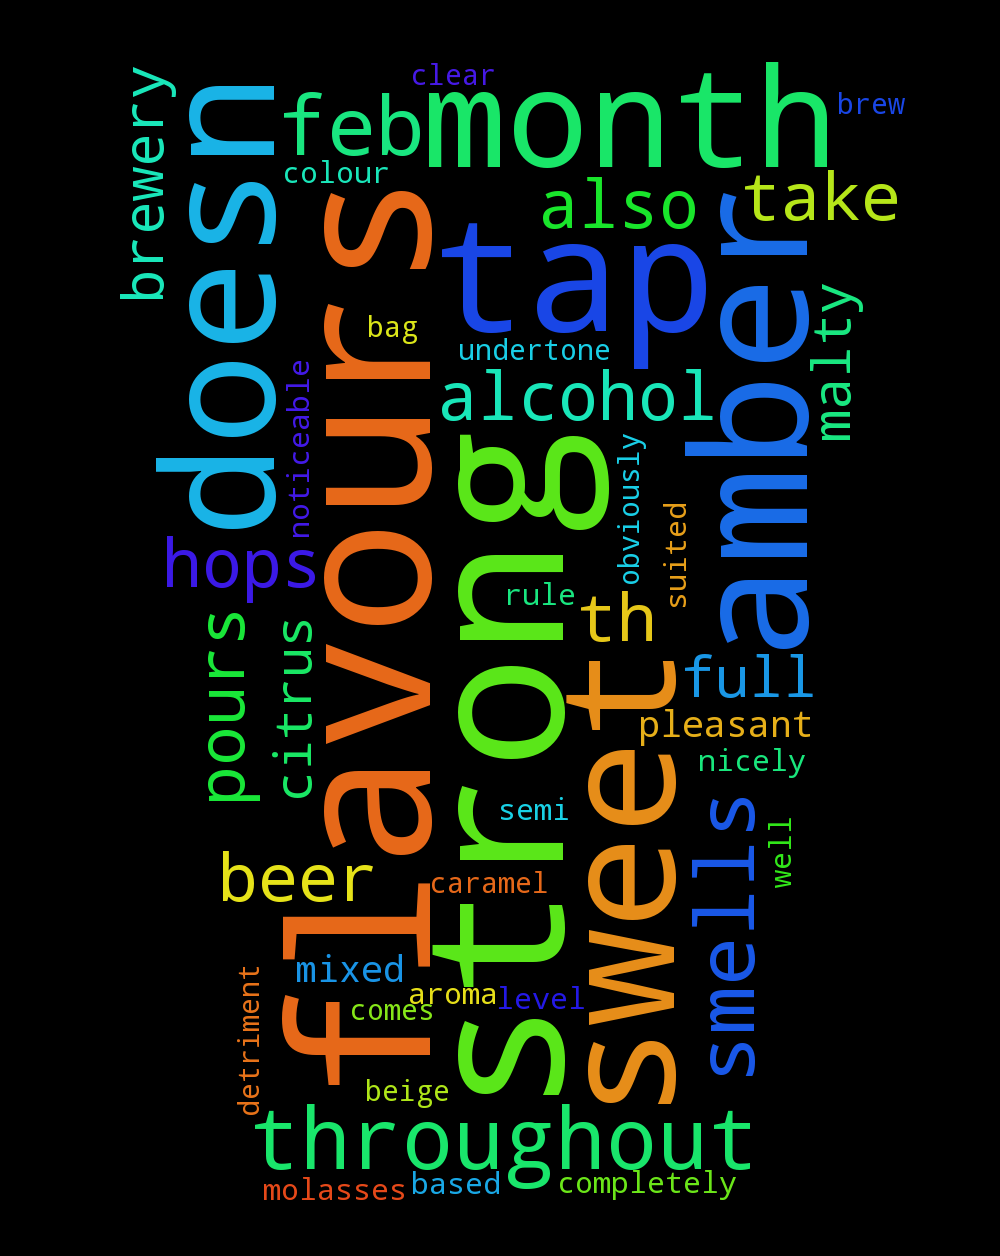 clear
brewery
doesn
feb
month
brew
colour
also
take
flavours
tap
amber
bag
undertone
malty
noticeable
alcohol
strong
obviously
suited
hops
rule
th
pours
citrus
full
sweet
pleasant
nicely
semi
smells
well
beer
caramel
mixed
aroma
level
comes
detriment
beige
throughout
molasses
based
completely